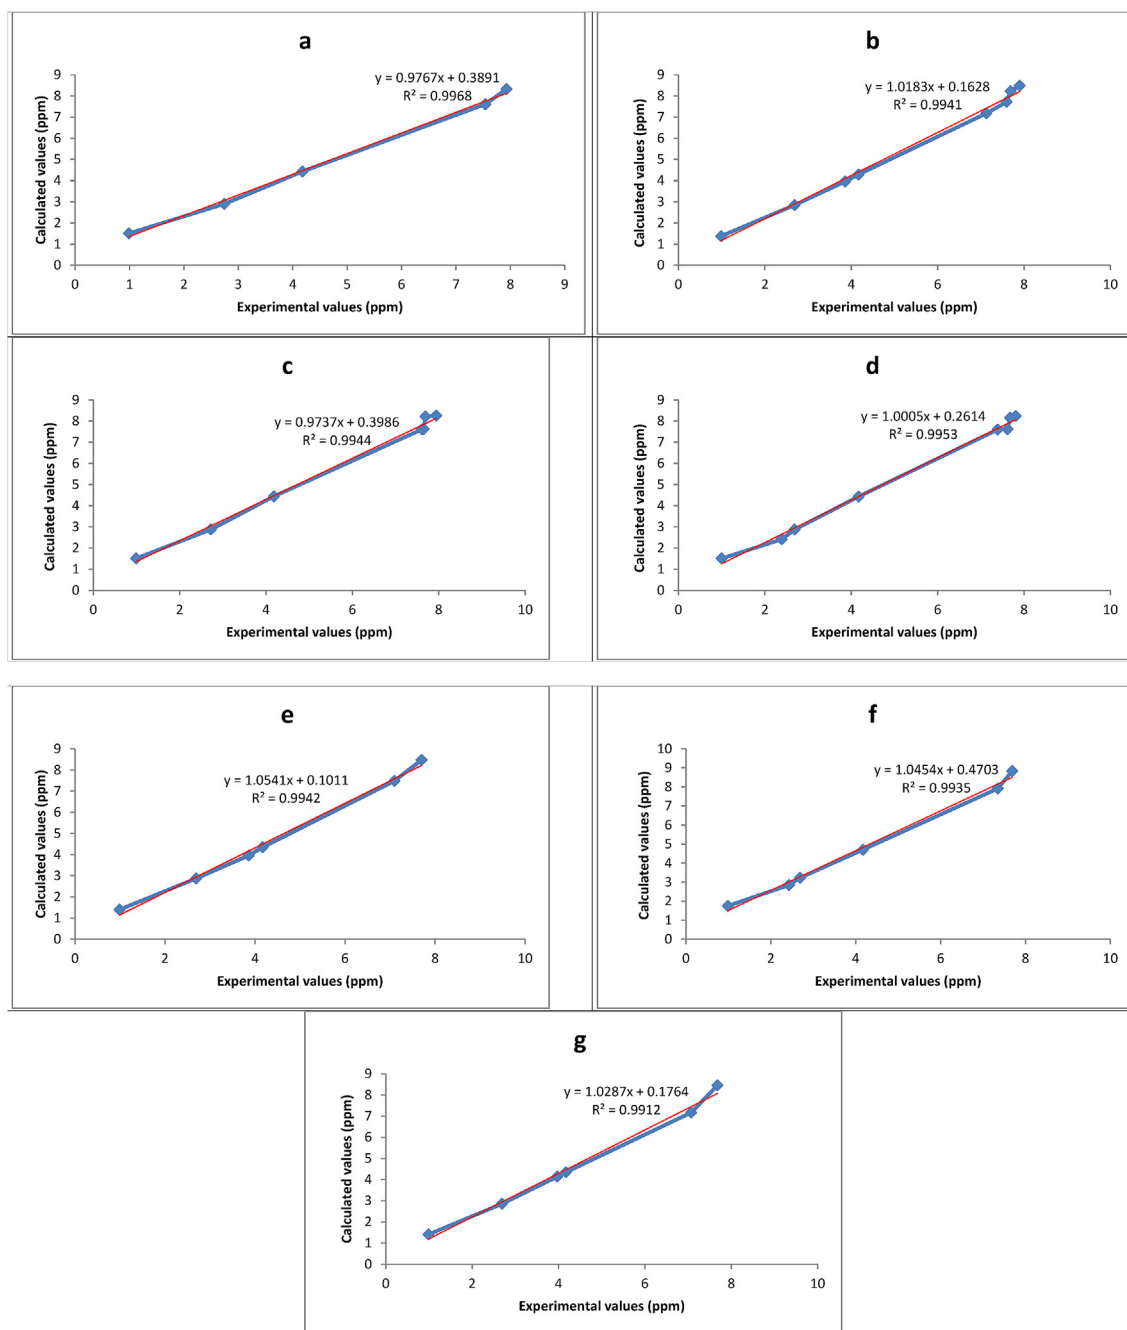 a
y = 0.9767x + 0.3891
R² = 0.9968
Calculated values (ppm)
9
8
7
6
5
4
3
2
1
0
0 1 2 3 4 5 6 7 8 9
Experimental values (ppm)
b
y = 1.0183x + 0.1628
R² = 0.9941
Calculated values (ppm)
9
8
7
6
5
4
3
2
1
0
0 2 4 6 8 10
Experimental values (ppm)
c
y = 0.9737x + 0.3986
R² = 0.9944
Calculated values (ppm)
9
8
7
6
5
4
3
2
1
0
0 2 4 6 8 10
Experimental values (ppm)
d
y = 1.0005x + 0.2614
R² = 0.9953
Calculated values (ppm)
9
8
7
6
5
4
3
2
1
0
0 2 4 6 8 10
Experimental values (ppm)
e
y = 1.0541x + 0.1011
R² = 0.9942
Calculated values (ppm)
9
8
7
6
5
4
3
2
1
0
0 2 4 6 8 10
Experimental values (ppm)
f
y = 1.0454x + 0.4703
R² = 0.9935
Calculated values (ppm)
10
9
8
7
6
5
4
3
2
1
0
0 2 4 6 8 10
Experimental values (ppm)
g
y = 1.0287x + 0.1764
R² = 0.9912
Calculated values (ppm)
9
8
7
6
5
4
3
2
1
0
0 2 4 6 8 10
Experimental values (ppm)